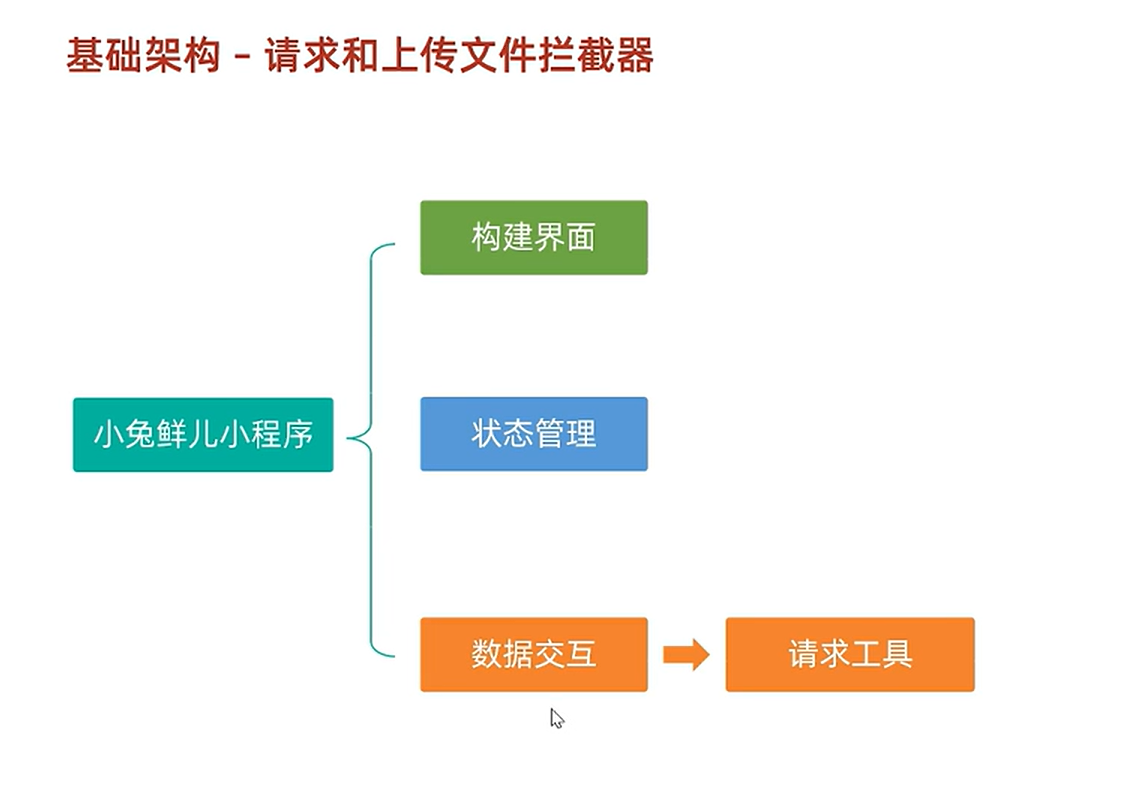 基础架构 – 请求和上传文件拦截器
构建界面
小兔鲜儿小程序
状态管理
数据交互
请求工具